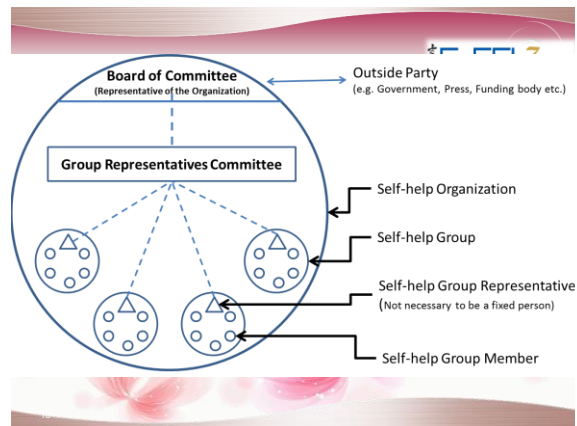 Board of Committee
(Representative of the Organization)
Outside Party
(e.g. Government, Press, Funding body etc.)
Group Representatives Committee
Self-help Organization
Self-help Group
Self-help Group Representative
(Not necessary to be a fixed person)
Self-help Group Member